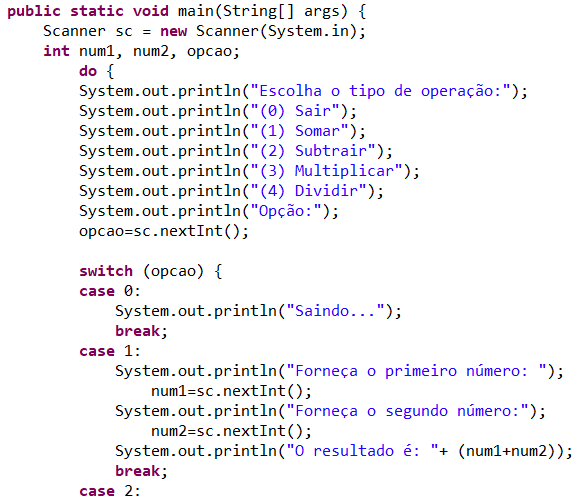 public static void main(String[] args) {
    Scanner sc = new Scanner(System.in);
    int num1, num2, opcao;
        do {
        System.out.println("Escolha o tipo de operação:");
        System.out.println("(0) Sair");
        System.out.println("(1) Somar");
        System.out.println("(2) Subtrair");
        System.out.println("(3) Multiplicar");
        System.out.println("(4) Dividir");
        System.out.println("Opção:");
        opcao=sc.nextInt();

        switch (opcao) {
        case 0:
            System.out.println("Saindo...");
            break;
        case 1:
            System.out.println("Forneça o primeiro número: ");
                num1=sc.nextInt();
            System.out.println("Forneça o segundo número:");
                num2=sc.nextInt();
            System.out.println("O resultado é: "+ (num1+num2));
            break;
        case 2: